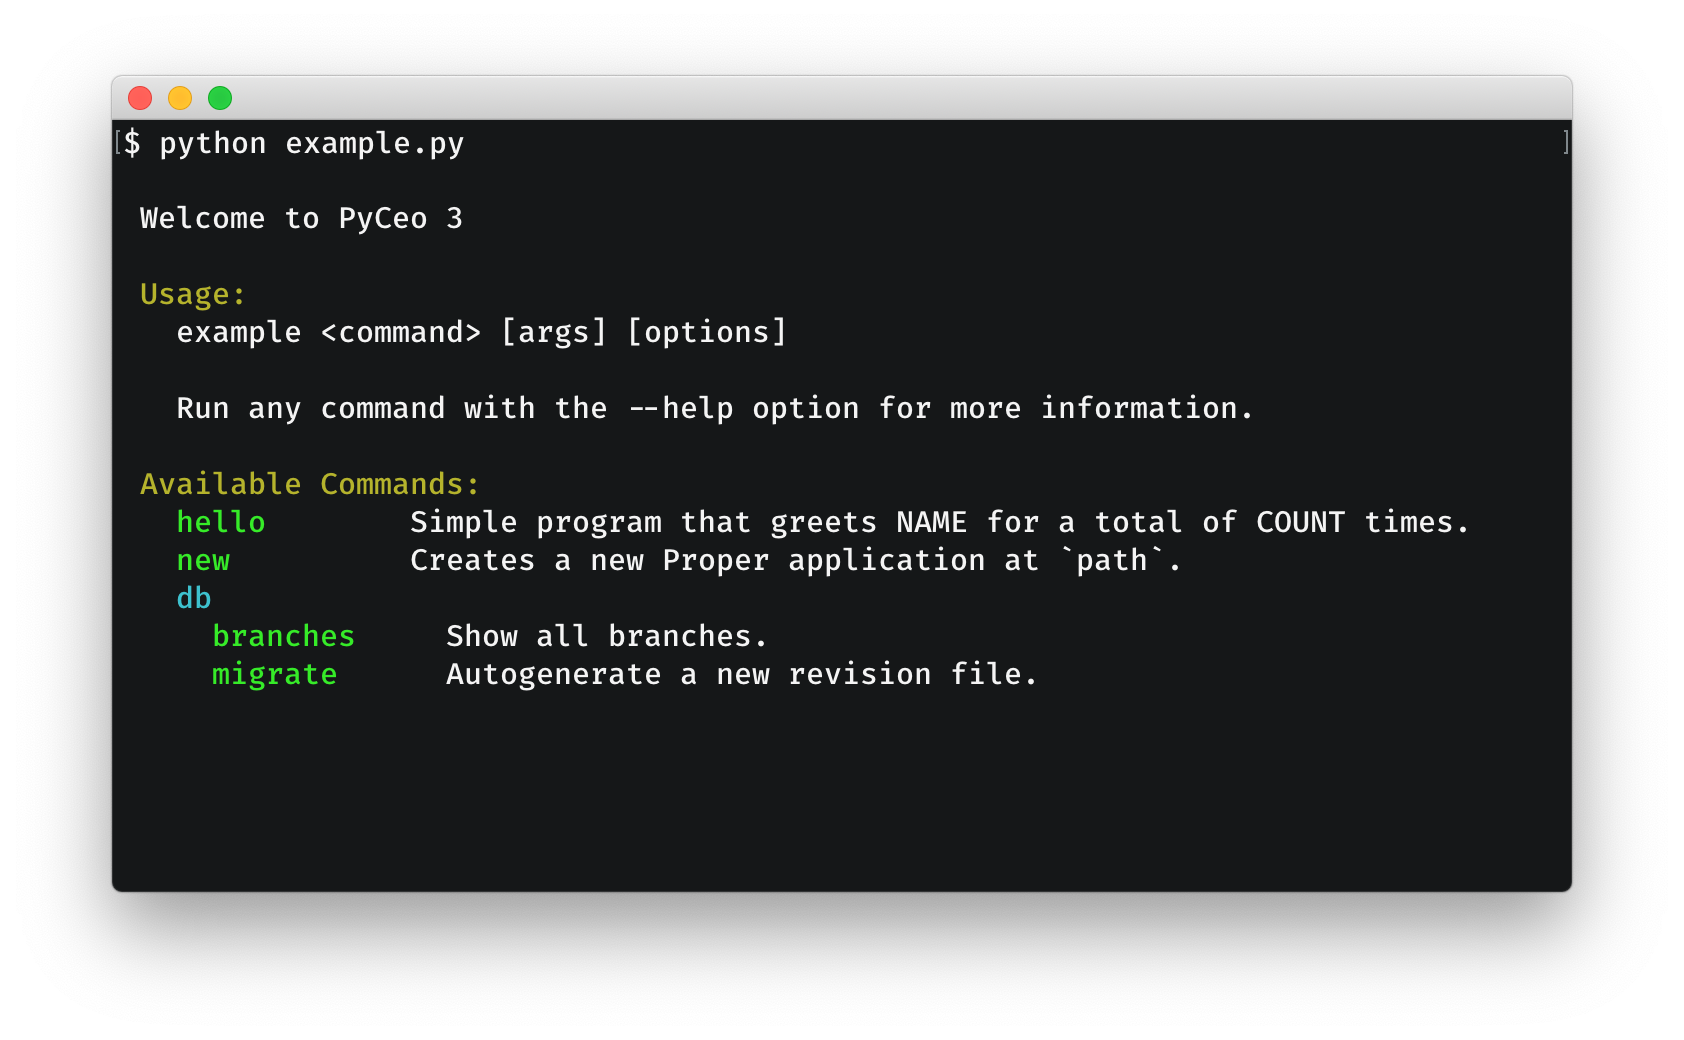 [$ python example.py ]
Welcome to PyCeo 3
Usage:
example <command> [args] [options]
Run any command with the --help option for more information.
Available Commands:
hello Simple program that greets NAME for a total of COUNT times.
new Creates a new Proper application at `path`.
db
branches Show all branches.
migrate Autogenerate a new revision file.